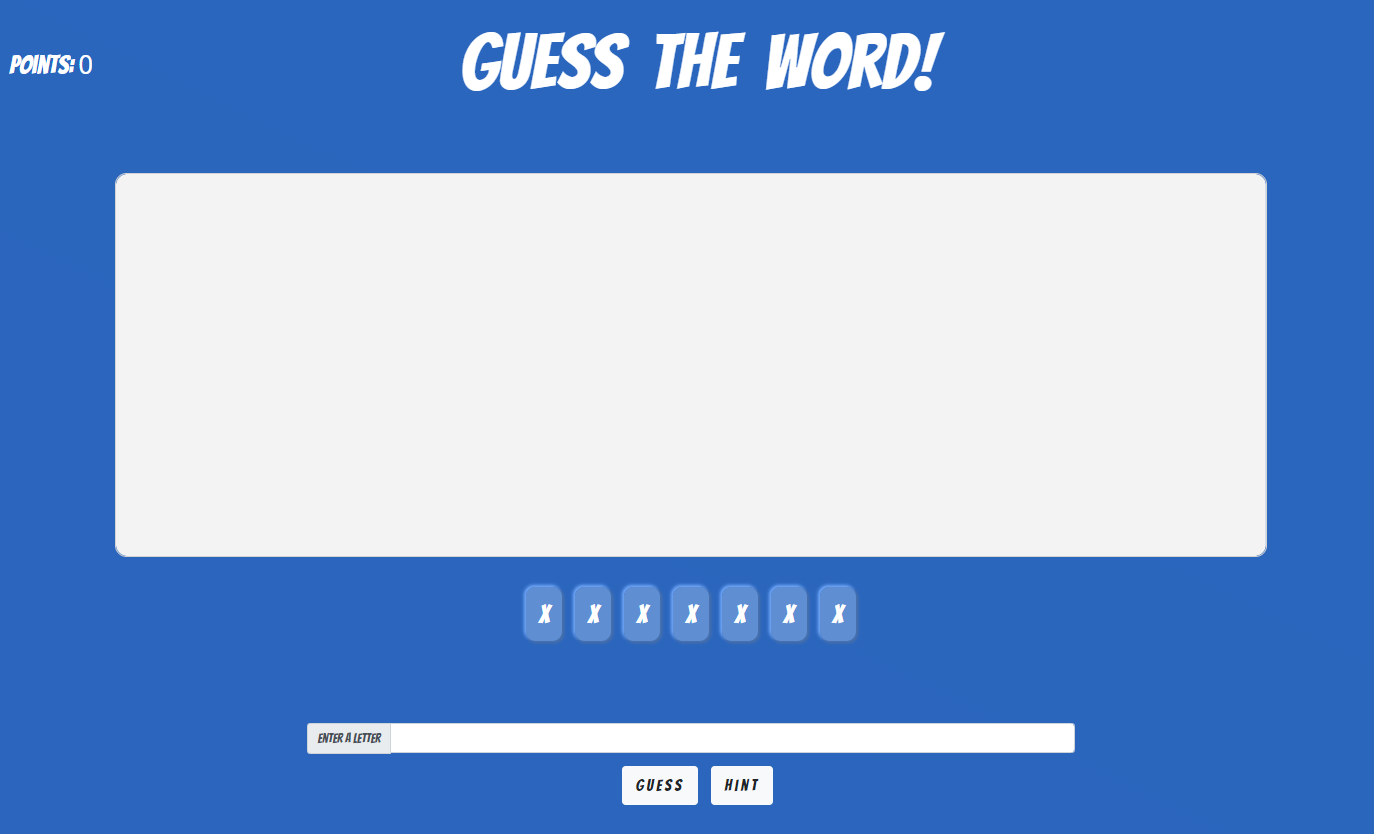 GUESS THE WORD!
POINTS: 0
X X X X X X X
ENTER A LETTER
GUESS HINT